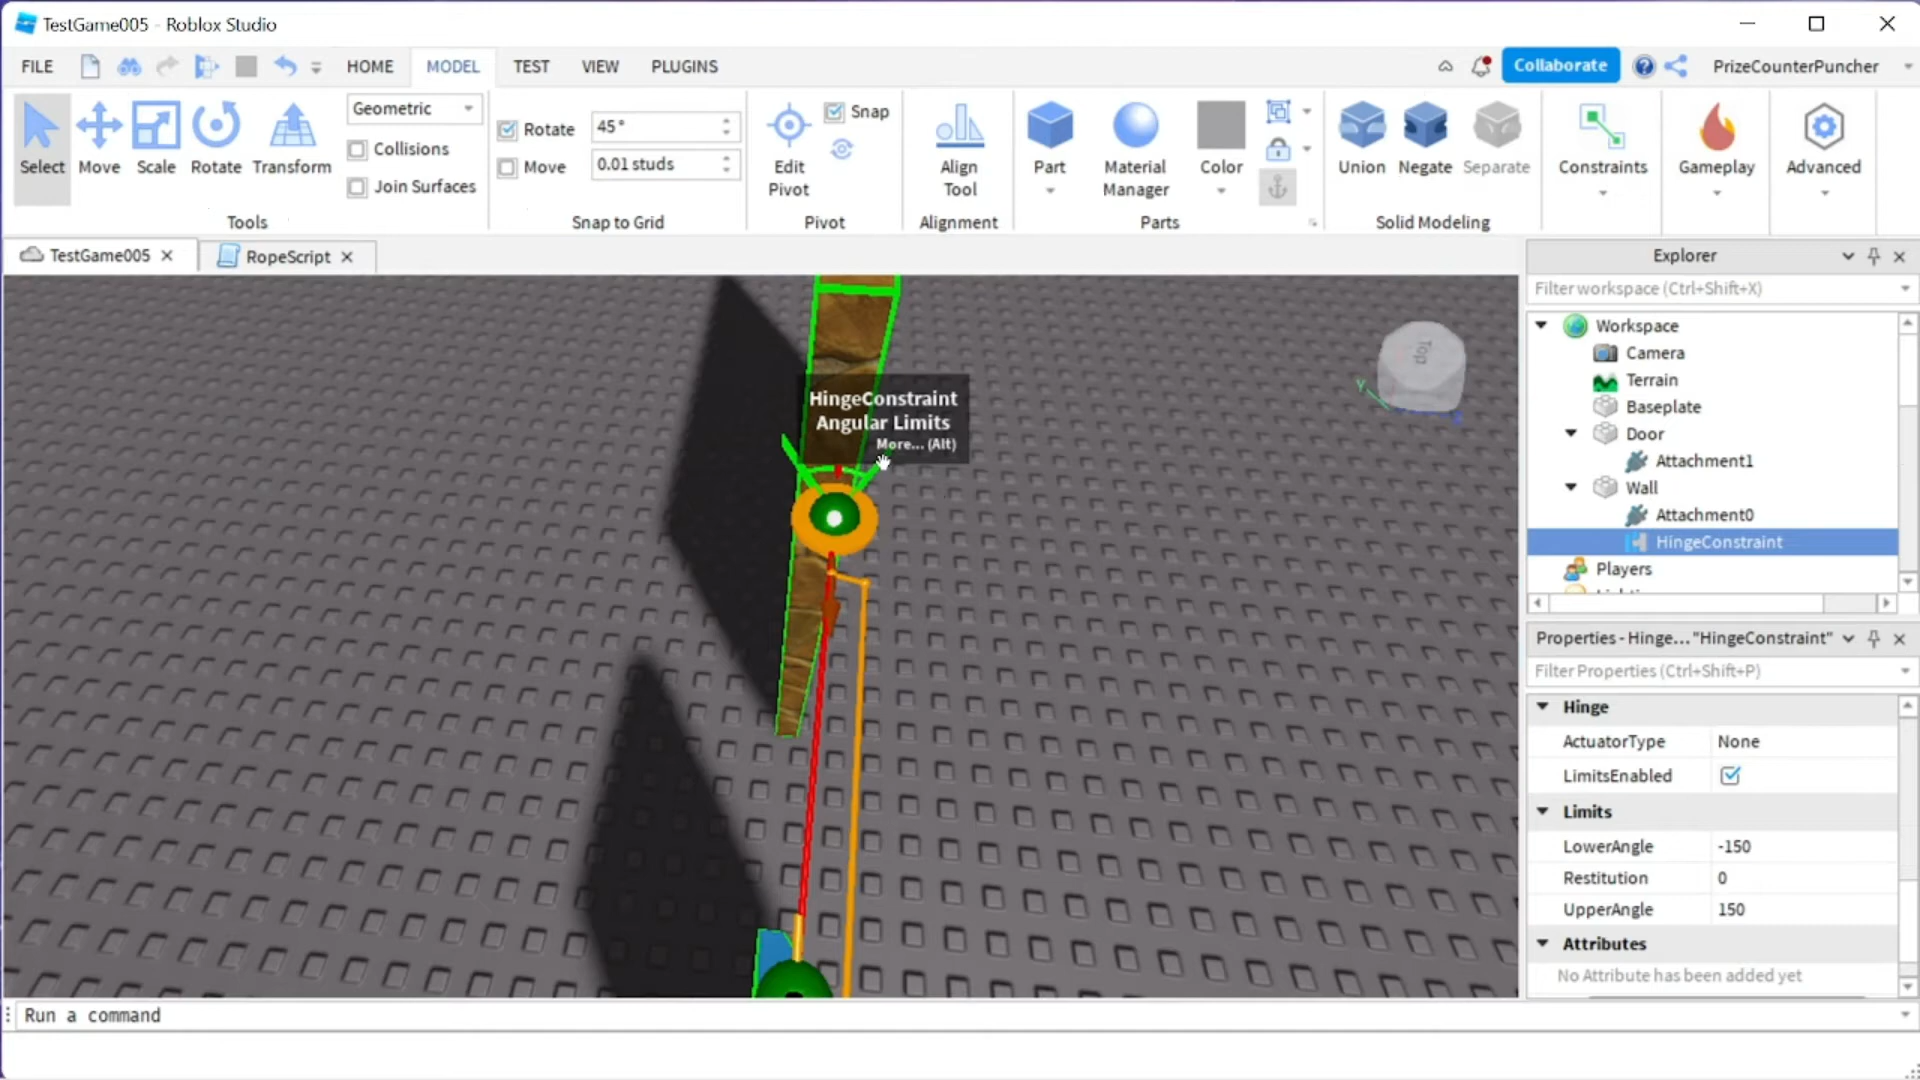 TestGame005 - Roblox Studio
FILE HOME MODEL TEST VIEW PLUGINS Collaborate PrizeCounterPuncher
Select Move Scale Rotate Transform
Geometric
Collisions
Join Surfaces
Tools
Rotate 45°
Move 0.01 studs
Snap to Grid
Edit Pivot
Snap
Pivot
Align Tool
Alignment
Part Material Manager Color
Parts
Union Negate Separate
Solid Modeling
Constraints Gameplay Advanced
TestGame005 RopeScript
HingeConstraint
Angular Limits
More... (Alt)
Top
Y
Explorer
Filter workspace (Ctrl+Shift+X)
Workspace
Camera
Terrain
Baseplate
Door
Attachment1
Wall
Attachment0
HingeConstraint
Players
Properties - Hinge... "HingeConstraint"
Filter Properties (Ctrl+Shift+P)
Hinge
ActuatorType None
LimitsEnabled
Limits
LowerAngle -150
Restitution 0
UpperAngle 150
Attributes
No Attribute has been added yet
Run a command